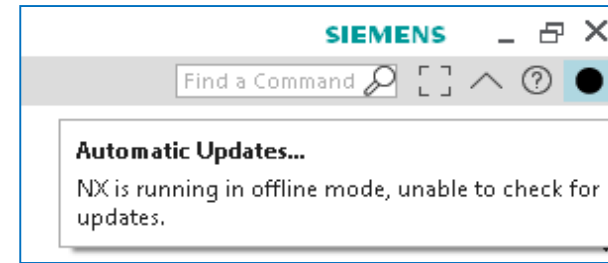 SIEMENS
Find a Command
Automatic Updates...
NX is running in offline mode, unable to check for
updates.